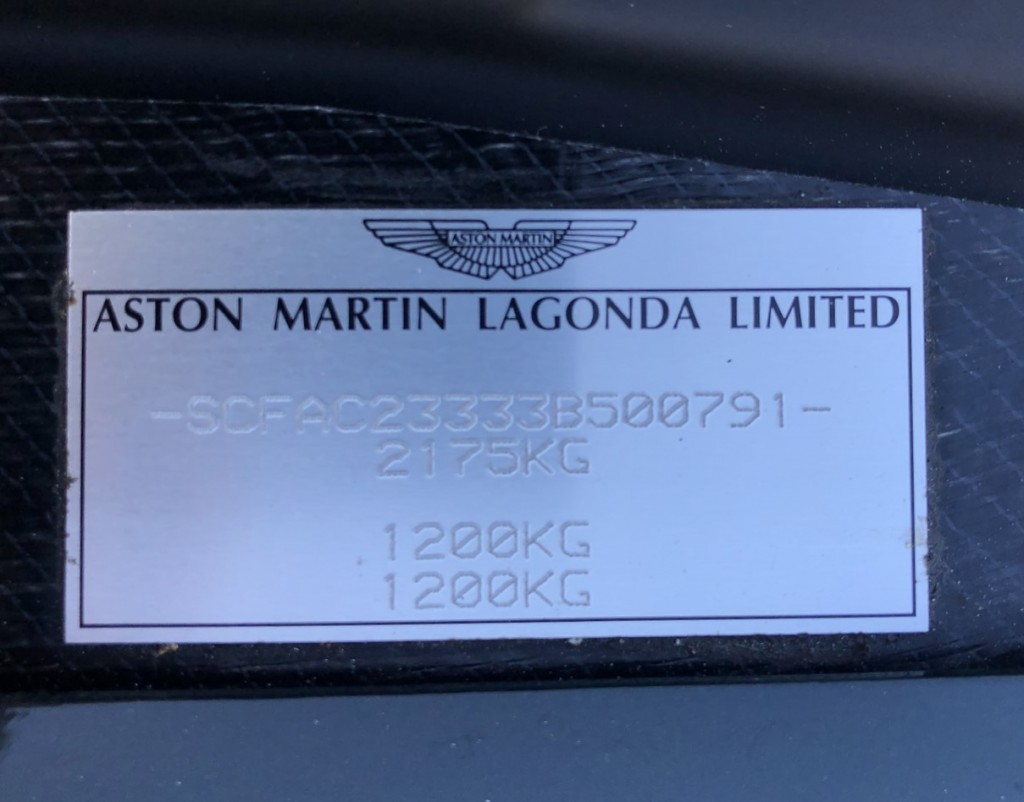 ASTON MARTIN
ASTON MARTIN LAGONDA LIMITED
-SCFAC23333B500791-
2175KG
1200KG
1200KG